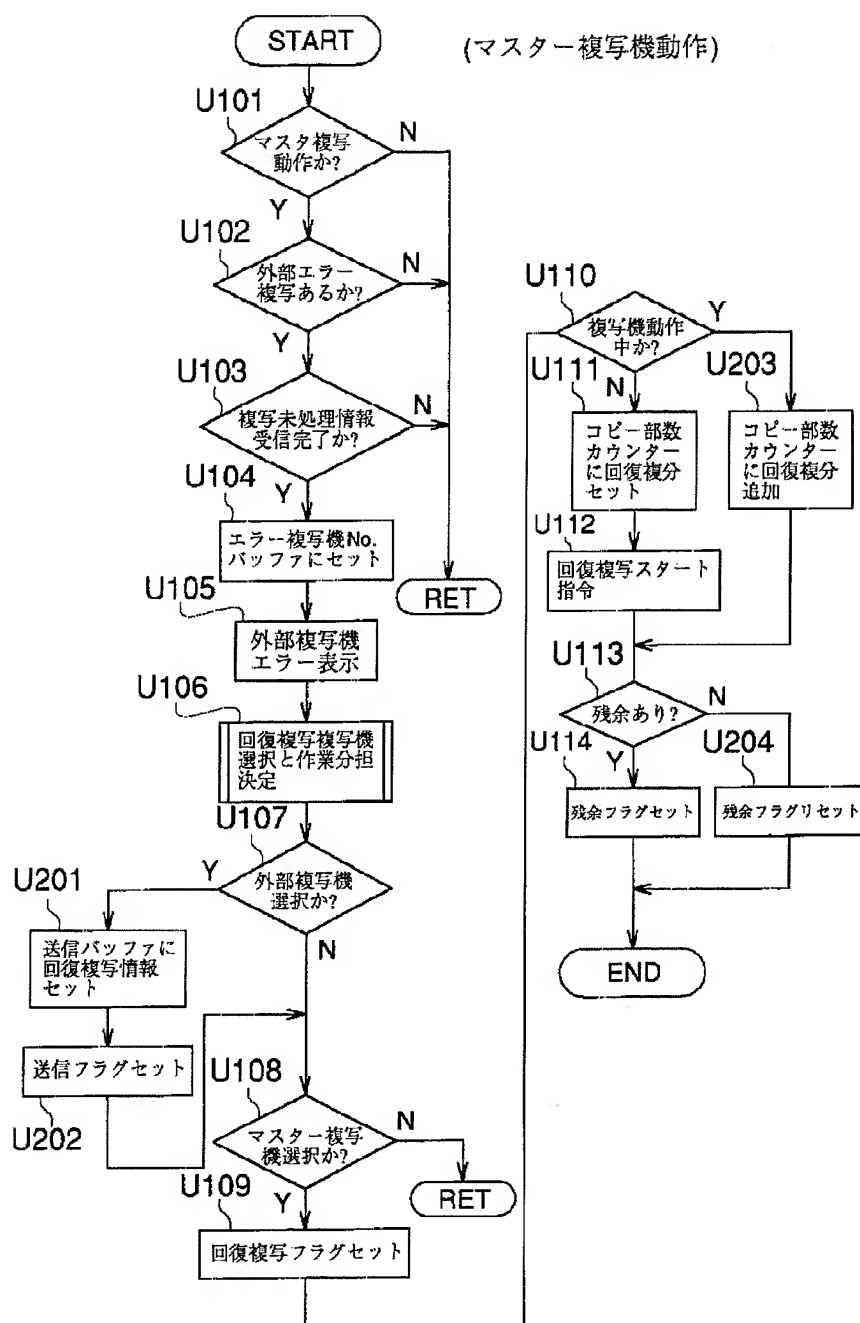 START
(マスター複写機動作)
U101
マスタ複写
動作か?
N
Y
U102
外部エラー
複写あるか?
N
Y
U103
複写未処理情報
受信完了か?
N
Y
U104
エラー複写機No.
バッファにセット
RET
U105
外部複写機
エラー表示
U106
回復複写複写機
選択と作業分担
決定
U107
外部複写機
選択か?
Y
N
U201
送信バッファに
回復複写情報
セット
送信フラグセット
U202
U108
マスター複写
機選択か?
N
RET
Y
U109
回復複写フラグセット
U110
複写機動作
中か?
Y
N
U111
コピー部数
カウンター
に回復複分
セット
U203
コピー部数
カウンター
に回復複分
追加
U112
回復複写スタート
指令
U113
残余あり?
N
Y
U114
残余フラグセット
U204
残余フラグリセット
END